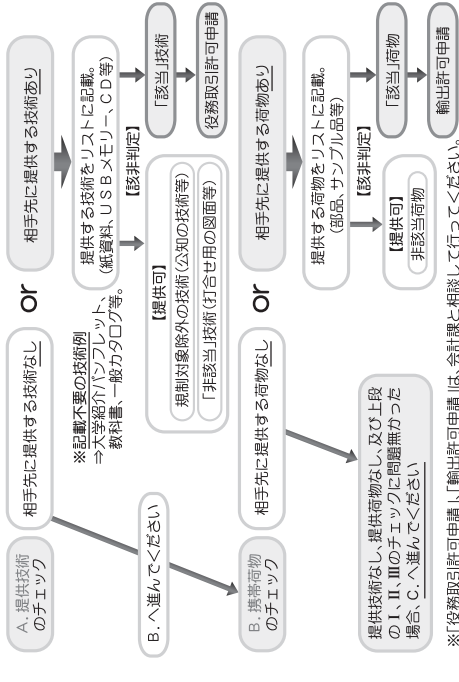 A. 提供技術
のチェック
相手先に提供する技術なし
or
相手先に提供する技術あり
※記載不要の技術例
⇒大学紹介パンフレット、
教科書、一般カタログ等。
提供する技術をリストに記載。
(紙資料、USBメモリー、CD等)
【該非判定】
【提供可】
規制対象除外の技術(公知の技術等)
「非該当」技術(打合せ用の図面等)
「該当」技術
役務取引許可申請
B. へ進んでください
B. 携帯荷物
のチェック
相手先に提供する荷物なし
or
相手先に提供する荷物あり
提供する荷物をリストに記載。
(部品、サンプル品等)
【該非判定】
【提供可】
非該当荷物
「該当」荷物
輸出許可申請
提供技術なし、提供荷物なし、及び上段
のⅠ、Ⅱ、Ⅲのチェックに問題無かった
場合、C. へ進んでください
※「役務取引許可申請」、「輸出許可申請」は、会計課と相談して行ってください。